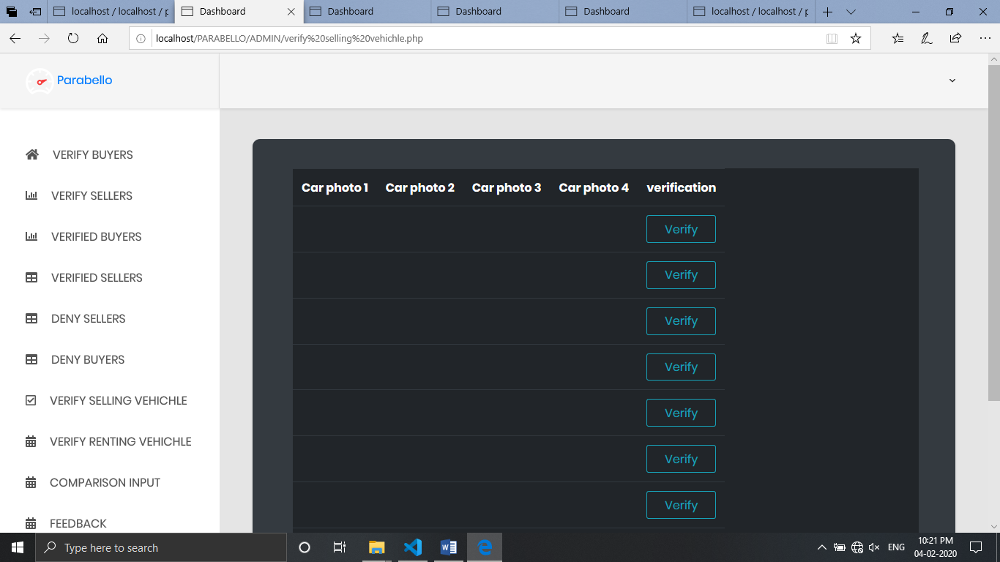 localhost / localhost / p
Dashboard
Dashboard
Dashboard
Dashboard
localhost / localhost / p
localhost/PARABELLO/ADMIN/verify%20selling%20vehichle.php
Parabello
VERIFY BUYERS
VERIFY SELLERS
VERIFIED BUYERS
VERIFIED SELLERS
DENY SELLERS
DENY BUYERS
VERIFY SELLING VEHICHLE
VERIFY RENTING VEHICHLE
COMPARISON INPUT
FEEDBACK
Car photo 1 Car photo 2 Car photo 3 Car photo 4 verification
Verify
Verify
Verify
Verify
Verify
Verify
Verify
Type here to search
ENG
10:21 PM
04-02-2020